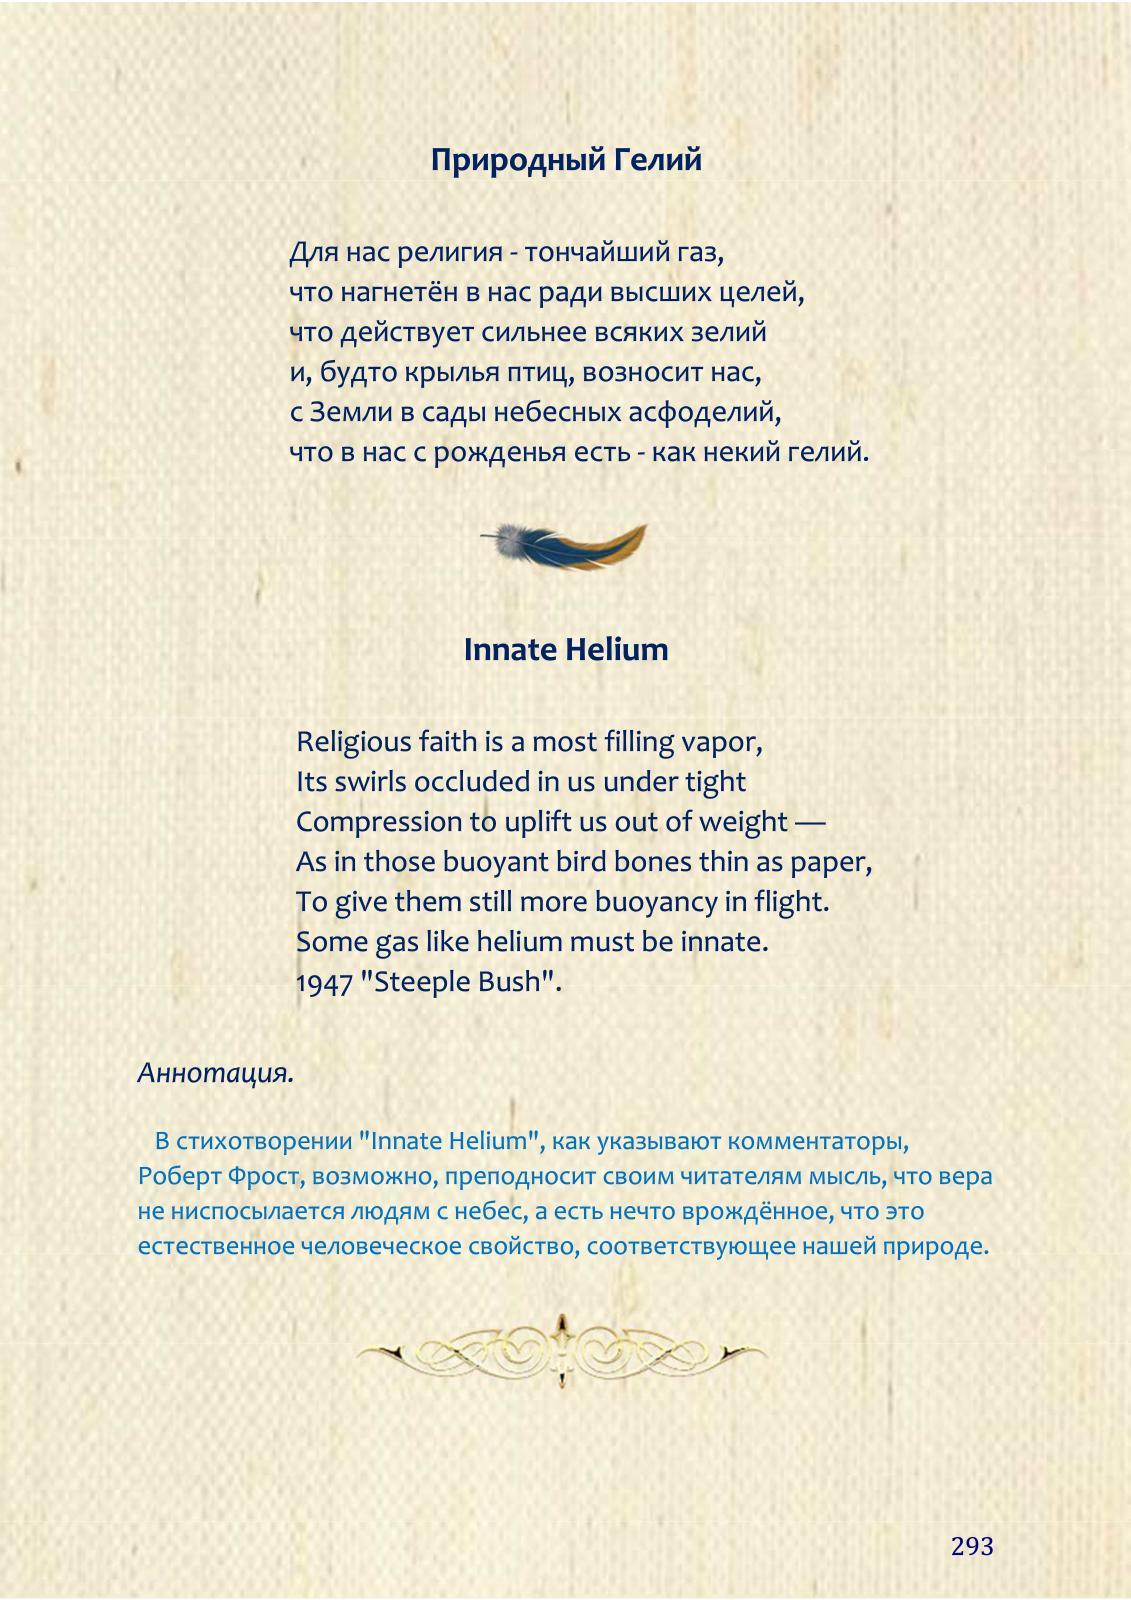 Природный Гелий
Для нас религия - тончайший газ,
что нагнетён в нас ради высших целей,
что действует сильнее всяких зелий
и, будто крылья птиц, возносит нас,
с Земли в сады небесных асфоделий,
что в нас с рожденья есть - как некий гелий.
Innate Helium
Religious faith is a most filling vapor,
Its swirls occluded in us under tight
Compression to uplift us out of weight —
As in those buoyant bird bones thin as paper,
To give them still more buoyancy in flight.
Some gas like helium must be innate.
1947 "Steeple Bush".
Аннотация.
В стихотворении "Innate Helium", как указывают комментаторы,
Роберт Фрост, возможно, преподносит своим читателям мысль, что вера
не ниспосылается людям с небес, а есть нечто врождённое, что это
естественное человеческое свойство, соответствующее нашей природе.
293